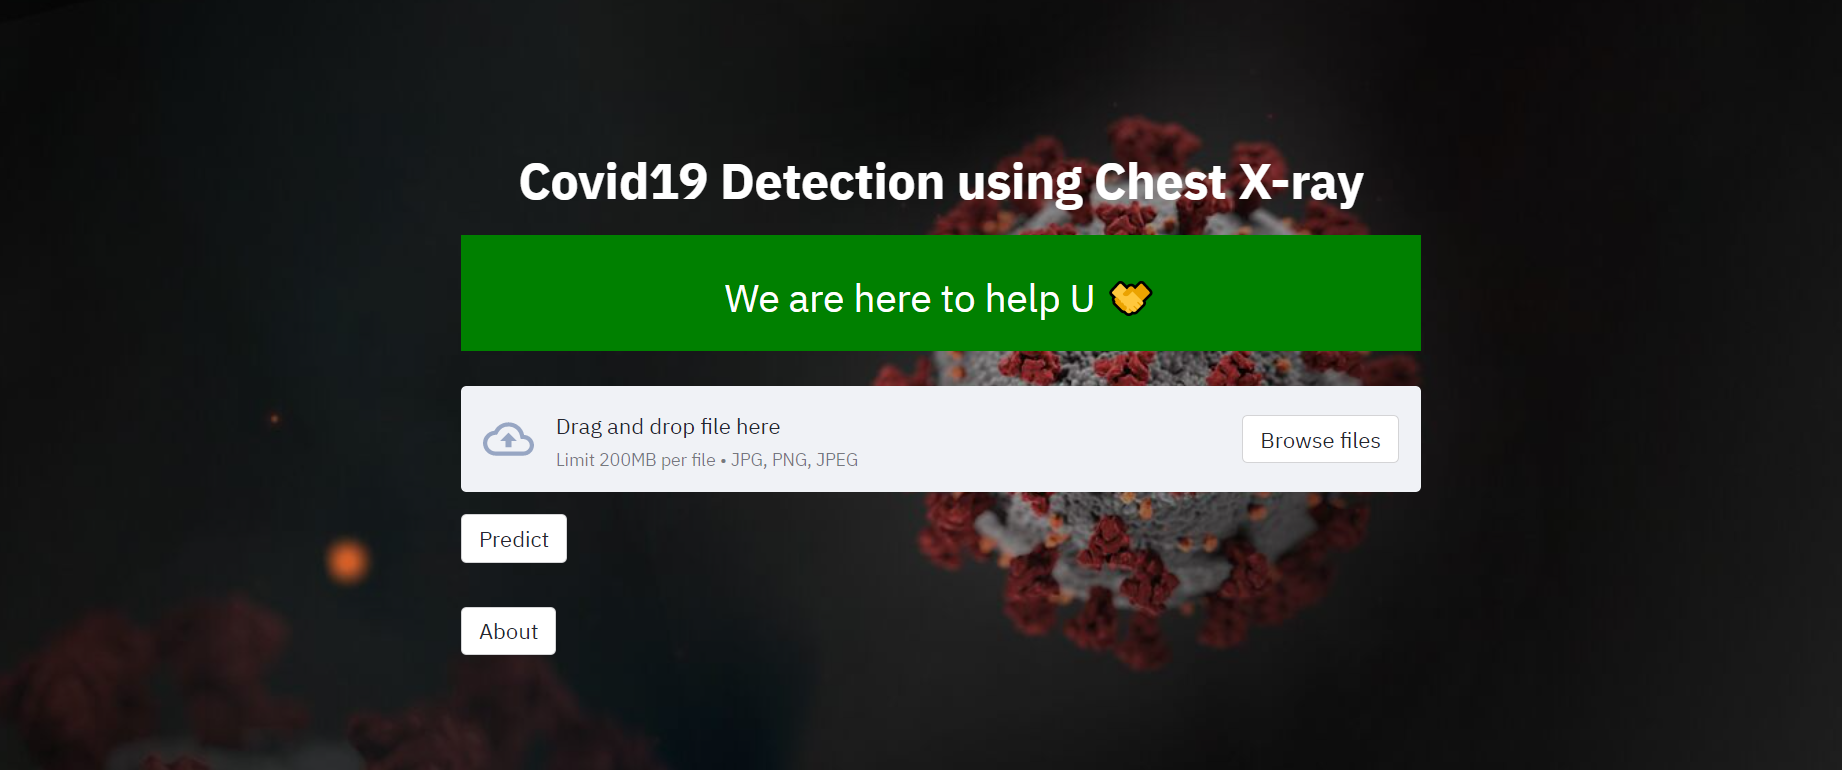 Covid19 Detection using Chest X-ray
We are here to help U 🤝
Drag and drop file here
Limit 200MB per file • JPG, PNG, JPEG
Browse files
Predict
About